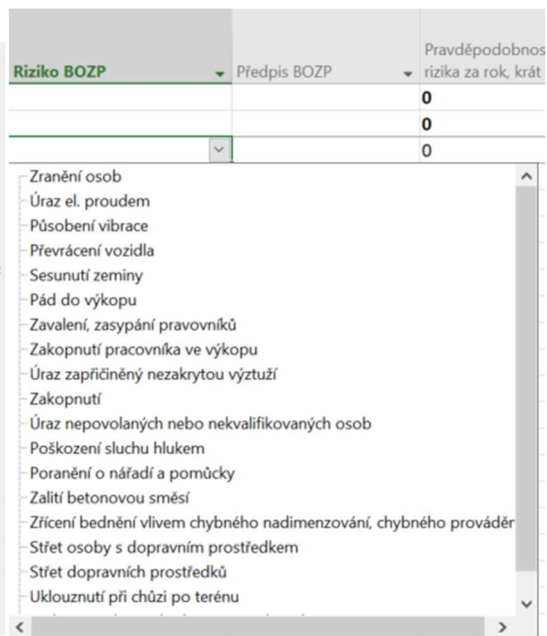 Pravděpodobnos
Riziko BOZP Předpis BOZP rizika za rok, krát
0
0
0
Zranění osob
Úraz el. proudem
Působení vibrace
Převrácení vozidla
Sesunutí zeminy
Pád do výkopu
Zavalení, zasypání pravovníků
Zakopnutí pracovníka ve výkopu
Úraz zapřičiněný nezakrytou výztuží
Zakopnutí
Úraz nepovolaných nebo nekvalifikovaných osob
Poškození sluchu hlukem
Poranění o nářadí a pomůcky
Zalití betonovou směsí
Zřícení bednění vlivem chybného nadimenzování, chybného prováděr
Střet osoby s dopravním prostředkem
Střet dopravních prostředků
Uklouznutí při chůzi po terénu